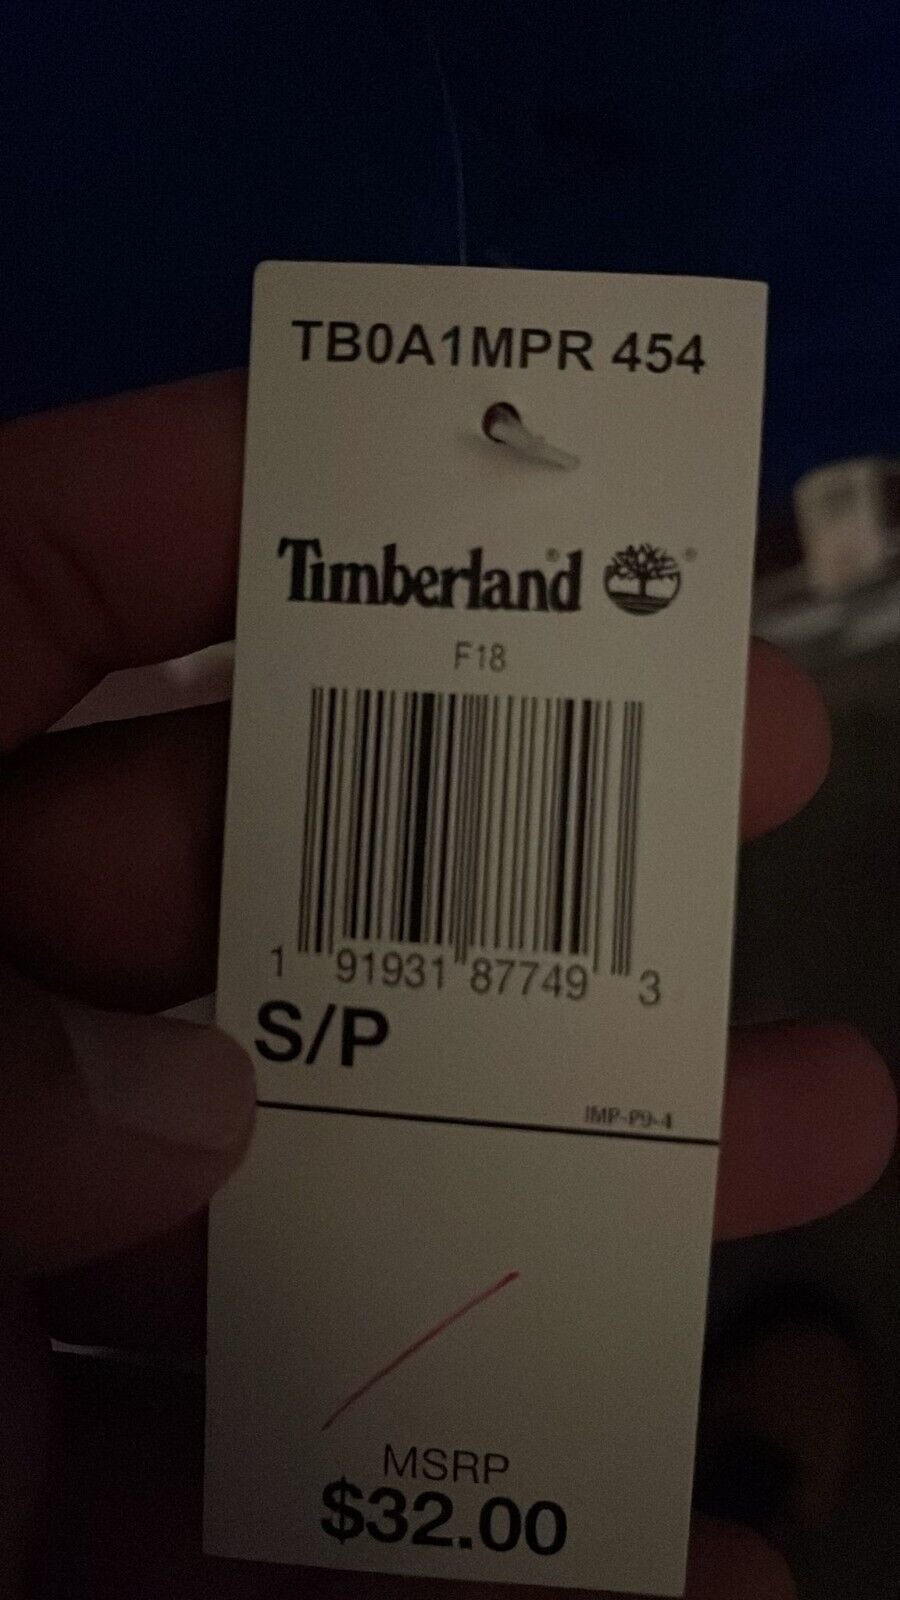 TB0A1MPR 454
Timberland® ®
F18
1 91931 87749 3
S/P
IMP-P9-4
MSRP
$32.00